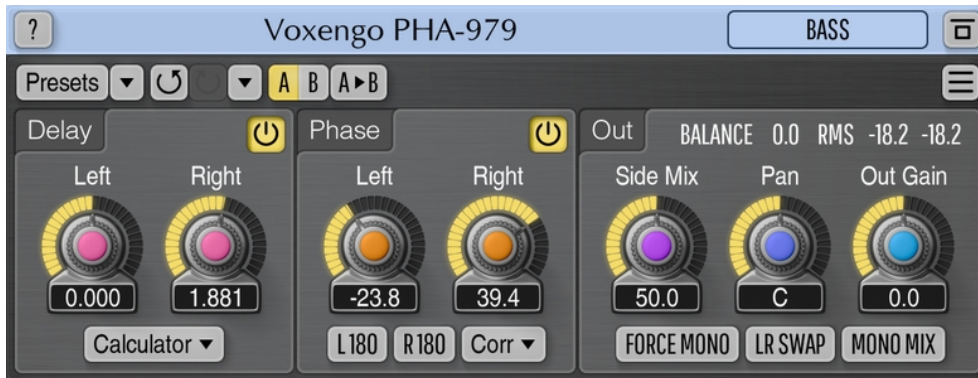 ? Voxengo PHA-979 BASS
Presets A B A▸B
Delay Phase Out BALANCE 0.0 RMS -18.2 -18.2
Left Right Left Right Side Mix Pan Out Gain
0.000 1.881 -23.8 39.4 50.0 C 0.0
Calculator L180 R180 Corr FORCE MONO LR SWAP MONO MIX